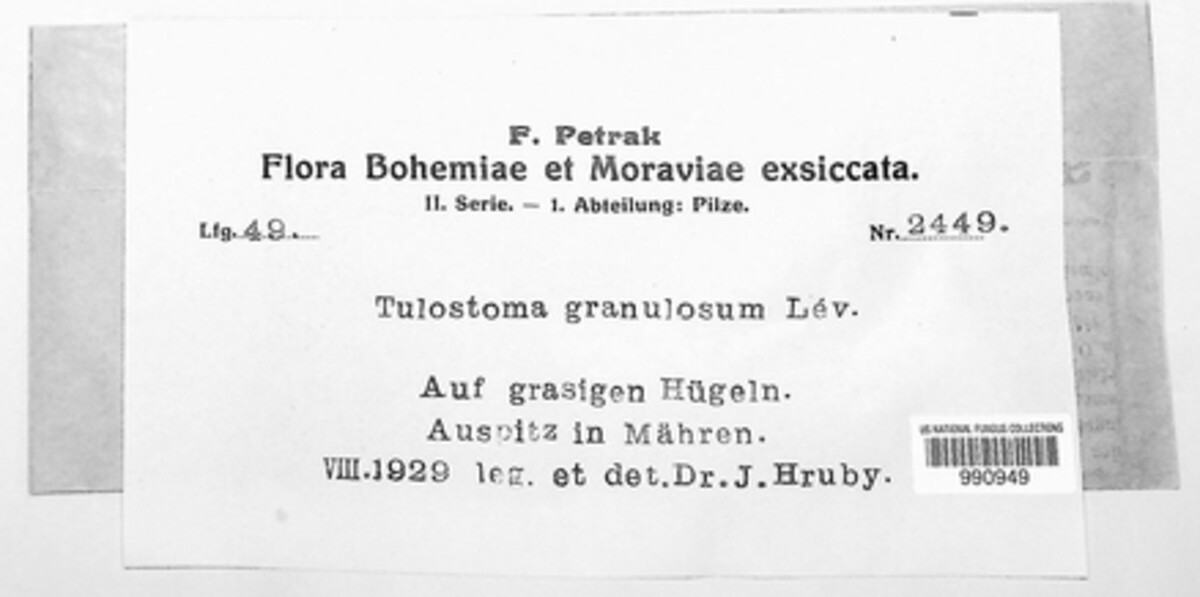 F. Petrak
Flora Bohemiae et Moraviae exsiccata.
II. Serie. — 1. Abteilung: Pilze.
Lfg. 49.
Nr. 2449.
Tulostoma granulosum Lév.
Auf grasigen Hügeln.
Auspitz in Mähren.
VIII.1929 leg. et det. Dr. J. Hruby.
US NATIONAL FUNGUS COLLECTIONS
990949